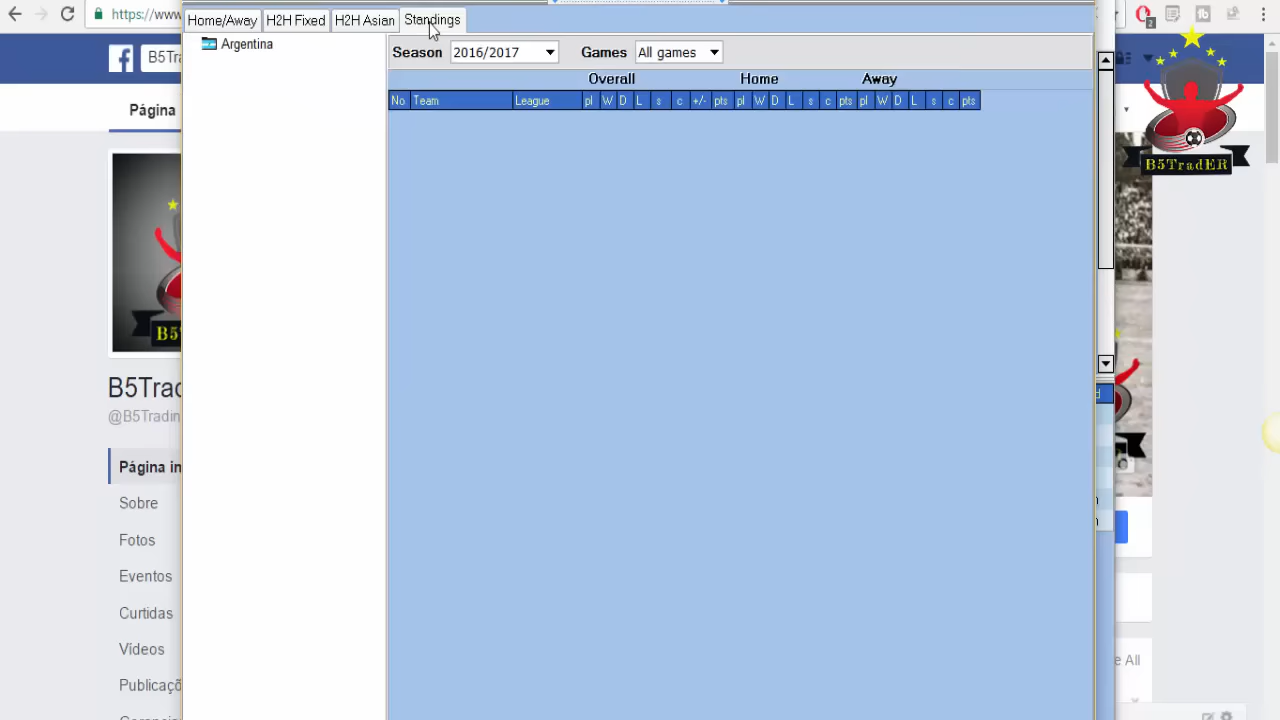 https://www
2
Home/Away H2H Fixed H2H Asian Standings
Argentina
Season 2016/2017 Games All games
Overall Home Away
No Team League pl W D L s c +/- pts pl W D L s c pts pl W D L s c pts
B5TradER
Página
B5
B5Trad
@B5Tradin
Página in
Sobre
Fotos
Eventos
Curtidas
Vídeos
Publicaçõ
All